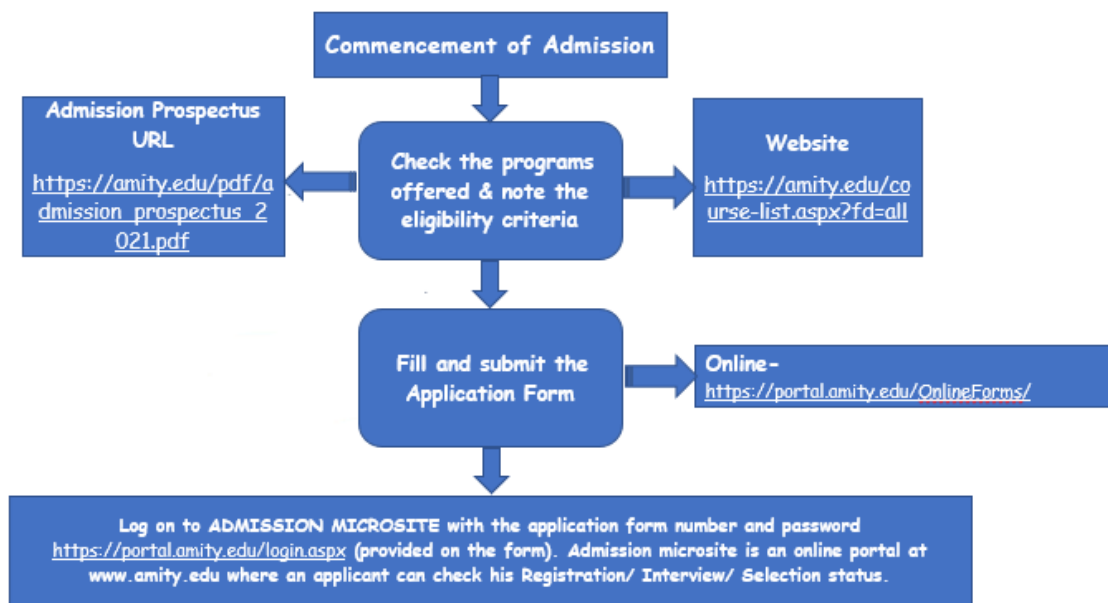 Commencement of Admission
Admission Prospectus
URL
https://amity.edu/pdf/a
dmission_prospectus_2
021.pdf
Check the programs
offered & note the
eligibility criteria
Website
https://amity.edu/co
urse-list.aspx?fd=all
Fill and submit the
Application Form
Online-
https://portal.amity.edu/OnlineForms/
Log on to ADMISSION MICROSITE with the application form number and password
https://portal.amity.edu/login.aspx (provided on the form). Admission microsite is an online portal at
www.amity.edu where an applicant can check his Registration/ Interview/ Selection status.